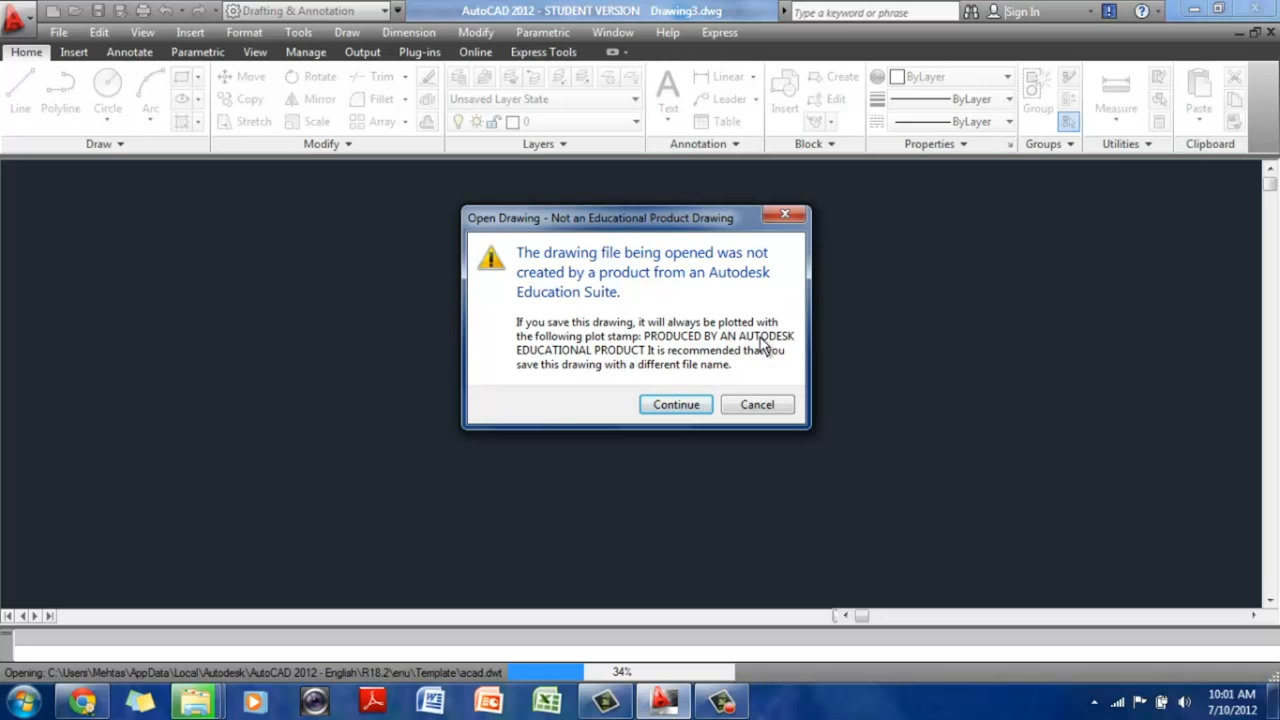 Drafting & Annotation
AutoCAD 2012 - STUDENT VERSION Drawing3.dwg
Type a keyword or phrase
Sign In
File Edit View Insert Format Tools Draw Dimension Modify Parametric Window Help Express
Home Insert Annotate Parametric View Manage Output Plug-ins Online Express Tools
Move Rotate Trim Linear Create ByLayer
Unsaved Layer State
Copy Mirror Fillet Leader Edit ByLayer
Line Polyline Circle Arc Text Insert Group Measure Paste
Stretch Scale Array 0 Table ByLayer
Draw Modify Layers Annotation Block Properties Groups Utilities Clipboard
Open Drawing - Not an Educational Product Drawing
The drawing file being opened was not
created by a product from an Autodesk
Education Suite.
If you save this drawing, it will always be plotted with
the following plot stamp: PRODUCED BY AN AUTODESK
EDUCATIONAL PRODUCT It is recommended that you
save this drawing with a different file name.
Continue Cancel
Opening: C:\Users\Mehtas\AppData\Local\Autodesk\AutoCAD 2012 - English\R18.2\enu\Template\acad.dwt
34%
10:01 AM
7/10/2012